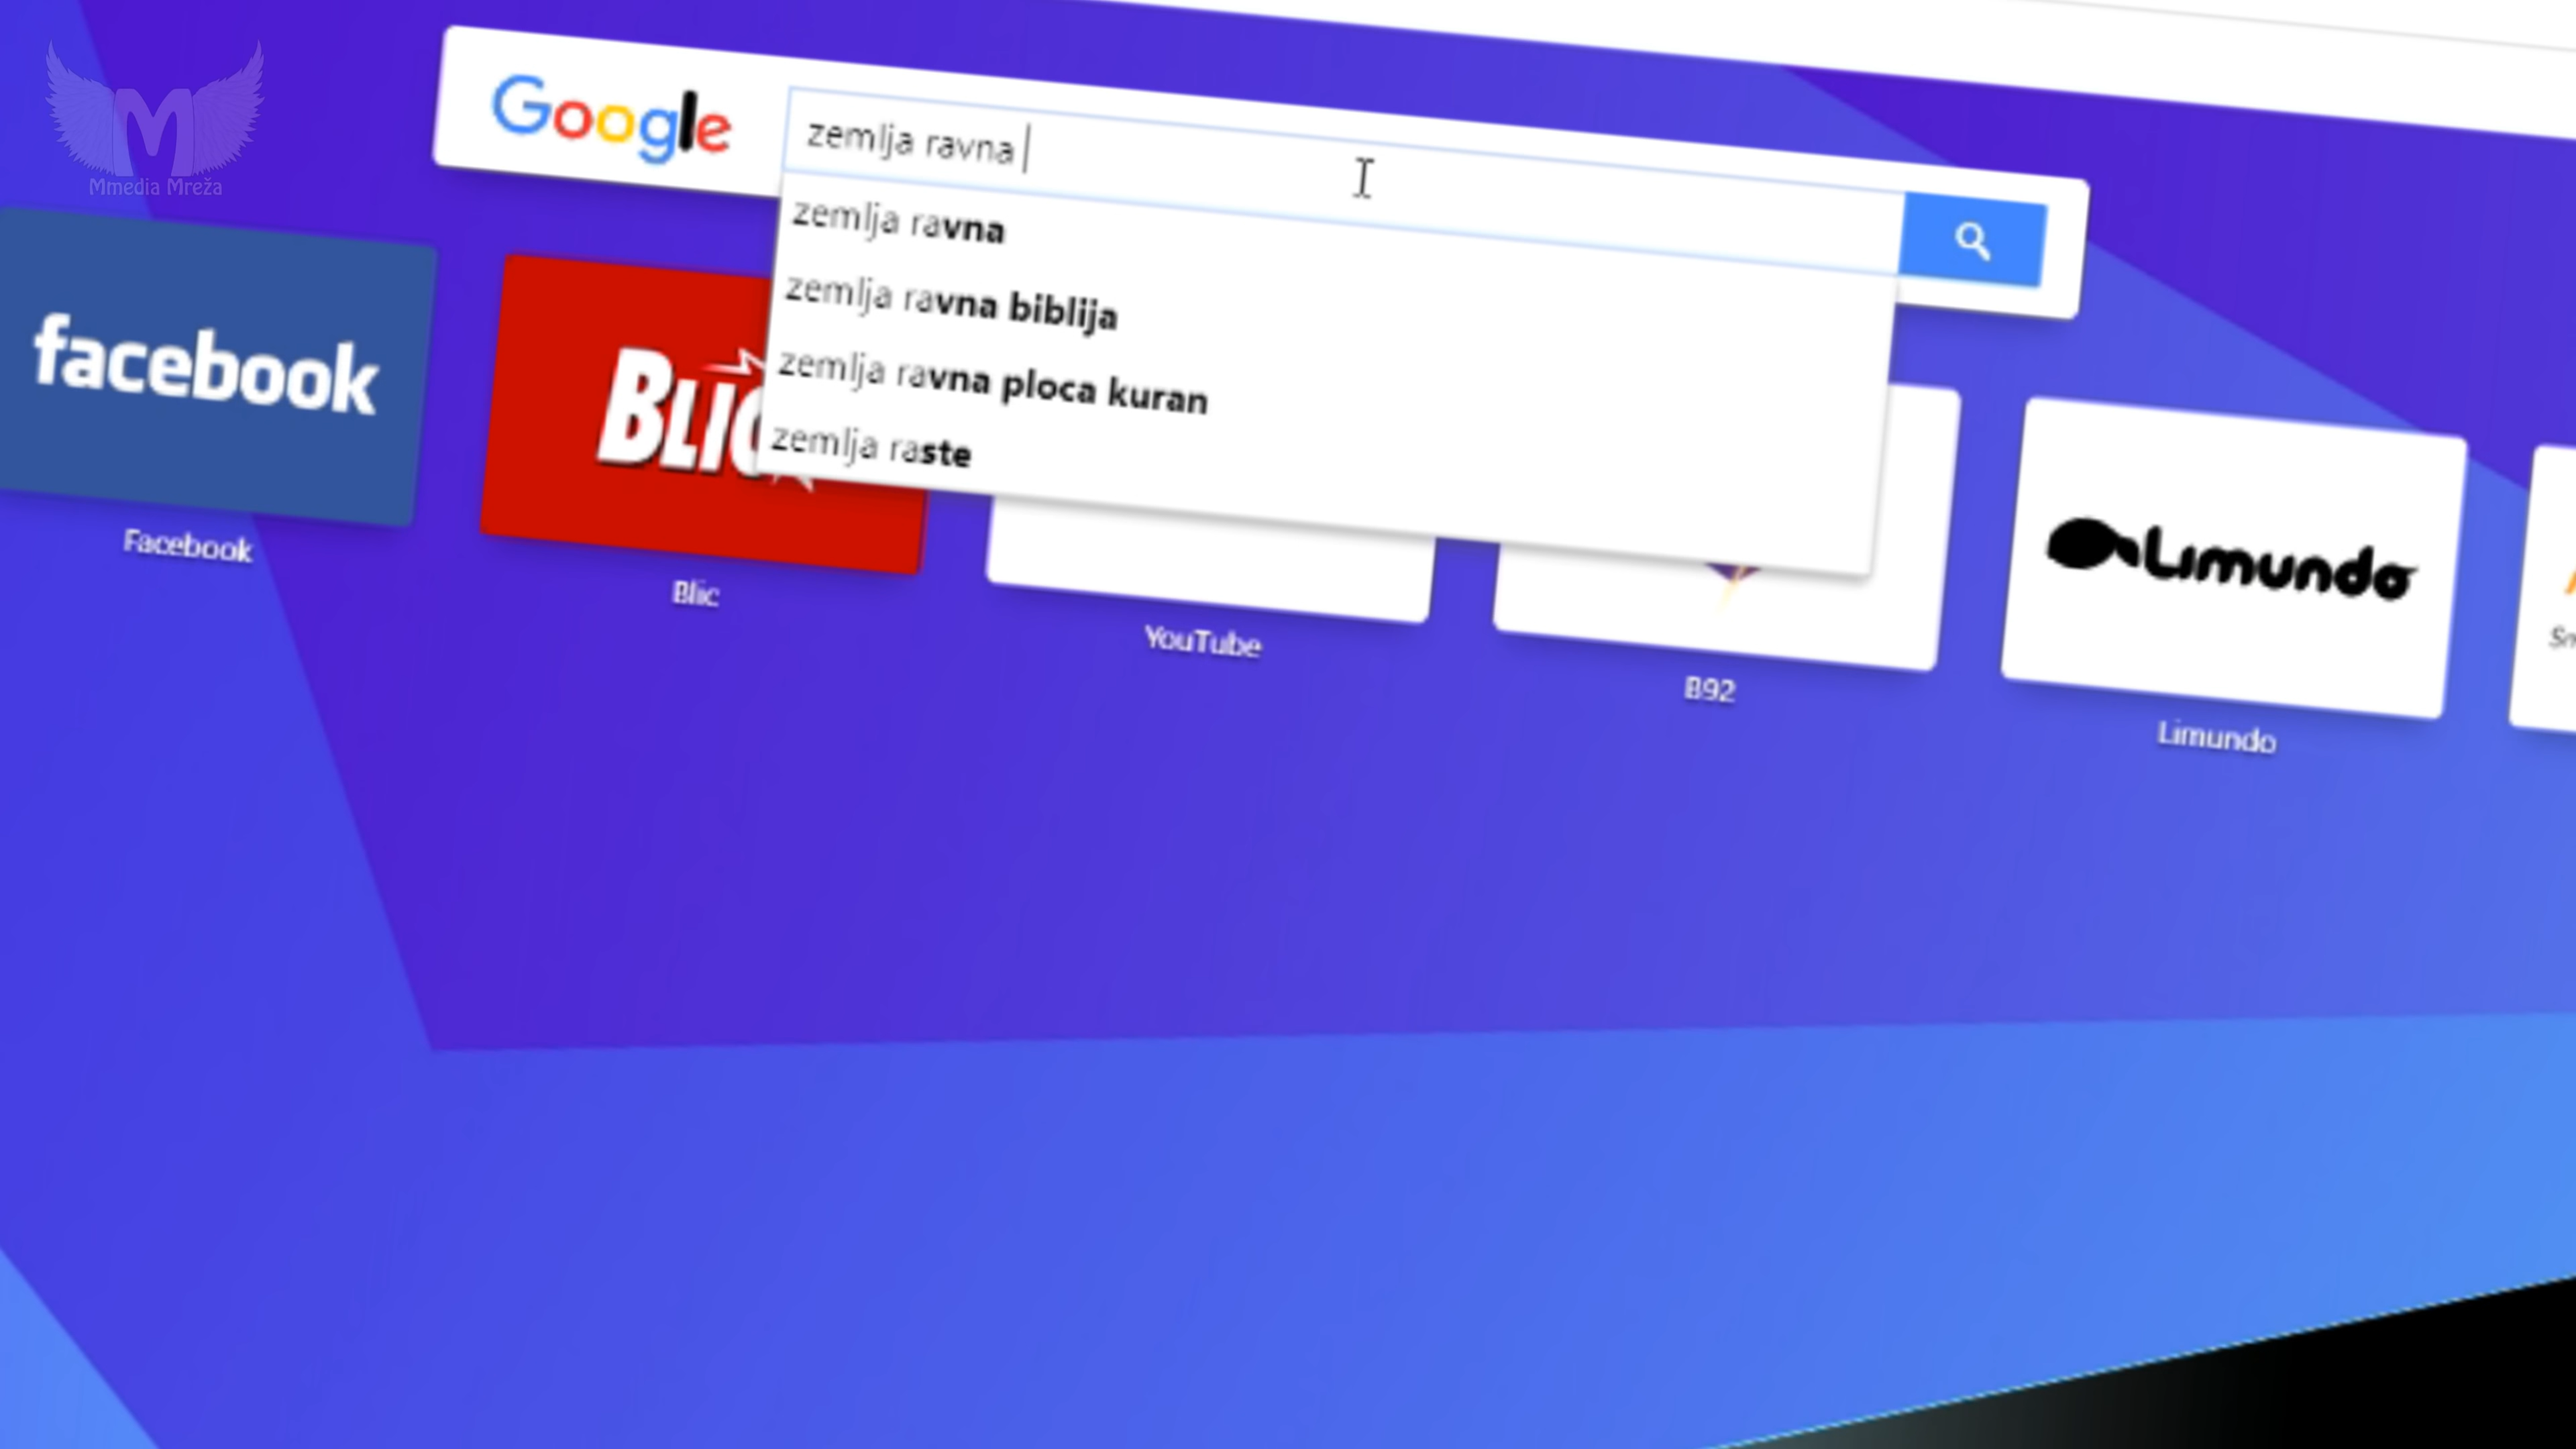 Mmedia Mreža
Google
zemlja ravna
zemlja ravna
zemlja ravna biblija
zemlja ravna ploca kuran
zemlja raste
facebook
Facebook
Blic
YouTube
B92
Limundo
Limundo